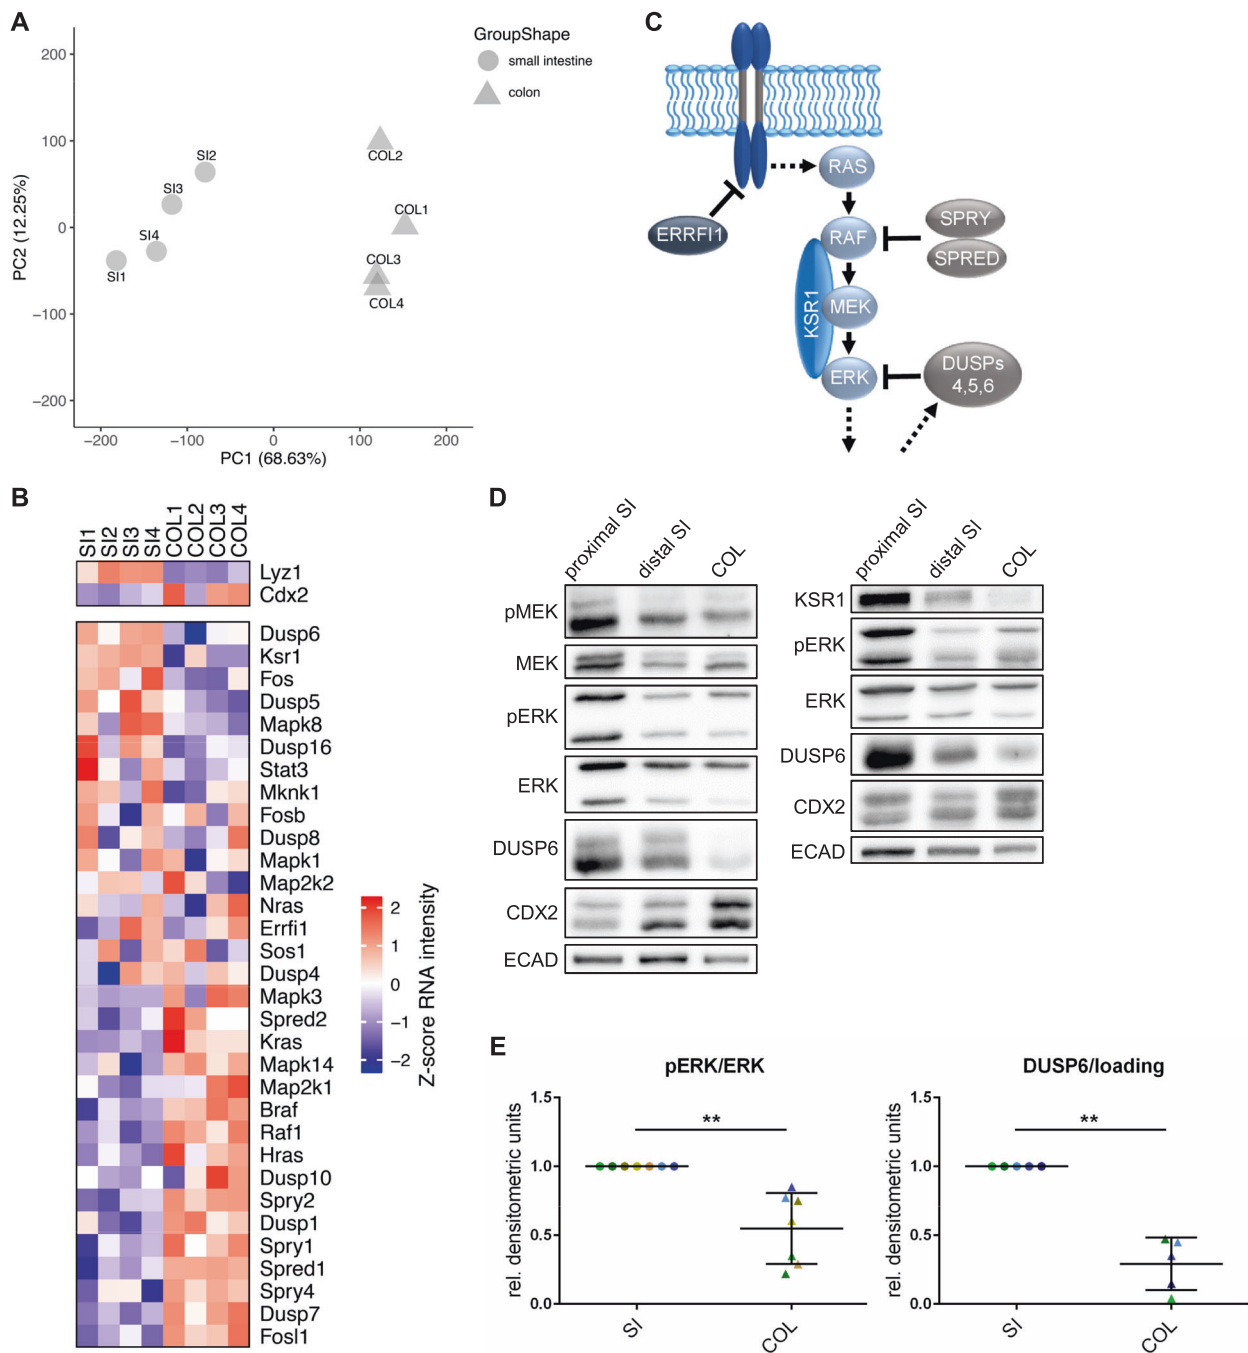 A
GroupShape
small intestine
colon
200
100
0
−100
−200
PC2 (12.25%)
COL2
SI2
SI3
COL1
SI4
COL3
SI1
COL4
−200
−100
0
100
200
PC1 (68.63%)
C
RAS
ERRFI1
RAF
SPRY
SPRED
KSR1
MEK
ERK
DUSPs
4,5,6
B
SI1
SI2
SI3
SI4
COL1
COL2
COL3
COL4
Lyz1
Cdx2
Dusp6
Ksr1
Fos
Dusp5
Mapk8
Dusp16
Stat3
Mknk1
Fosb
Dusp8
Mapk1
Map2k2
Nras
Errfi1
Sos1
Dusp4
Mapk3
Spred2
Kras
Mapk14
Map2k1
Braf
Raf1
Hras
Dusp10
Spry2
Dusp1
Spry1
Spred1
Spry4
Dusp7
Fosl1
2
1
0
−1
−2
Z-score RNA intensity
D
proximal SI
distal SI
COL
pMEK
MEK
pERK
ERK
DUSP6
CDX2
ECAD
proximal SI
distal SI
COL
KSR1
pERK
ERK
DUSP6
CDX2
ECAD
E
pERK/ERK
rel. densitometric units
1.5
1.0
0.5
0.0
**
SI
COL
DUSP6/loading
rel. densitometric units
1.5
1.0
0.5
0.0
**
SI
COL